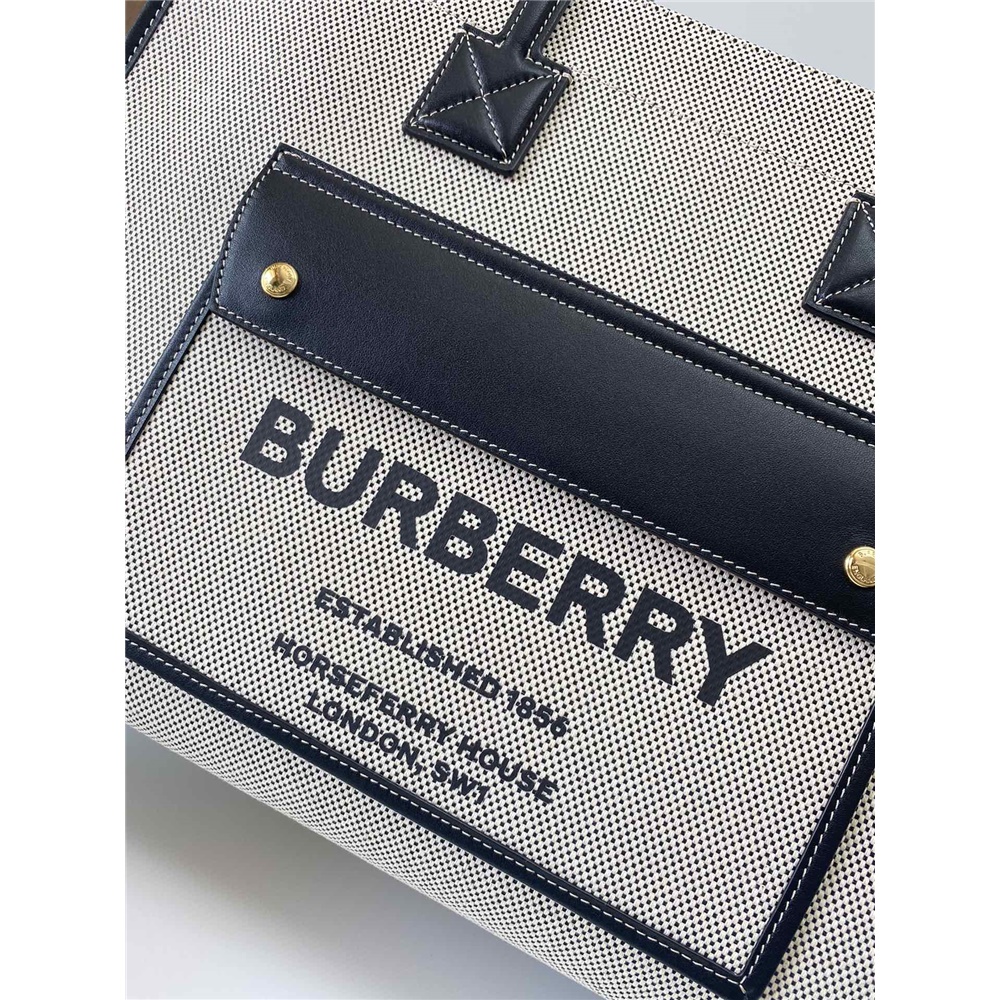 BURBERRY
ESTABLISHED 1856
HORSEFERRY HOUSE
LONDON, SW1